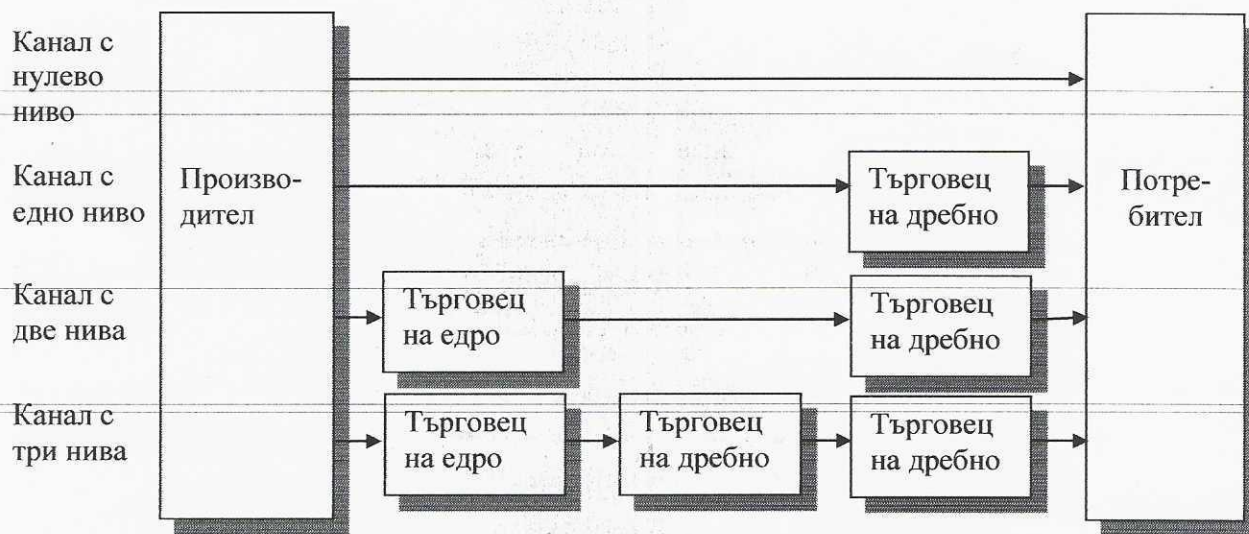 Канал с
нулево
ниво
Канал с
едно ниво
Произво-
дител
Търговец
на дребно
Потре-
бител
Канал с
две нива
Търговец
на едро
Търговец
на дребно
Канал с
три нива
Търговец
на едро
Търговец
на дребно
Търговец
на дребно